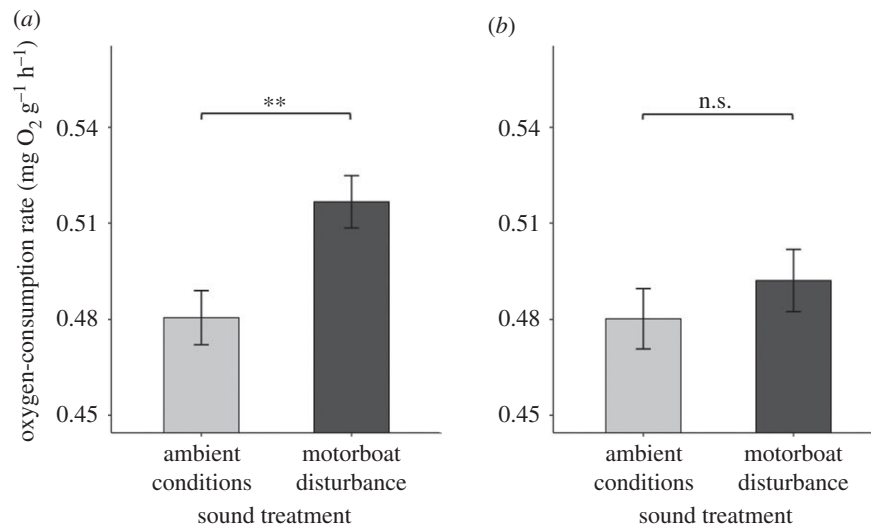 (a)
oxygen-consumption rate (mg O₂ g⁻¹ h⁻¹)
0.54
0.51
0.48
0.45
**
ambient
conditions
motorboat
disturbance
sound treatment
(b)
0.54
0.51
0.48
0.45
n.s.
ambient
conditions
motorboat
disturbance
sound treatment